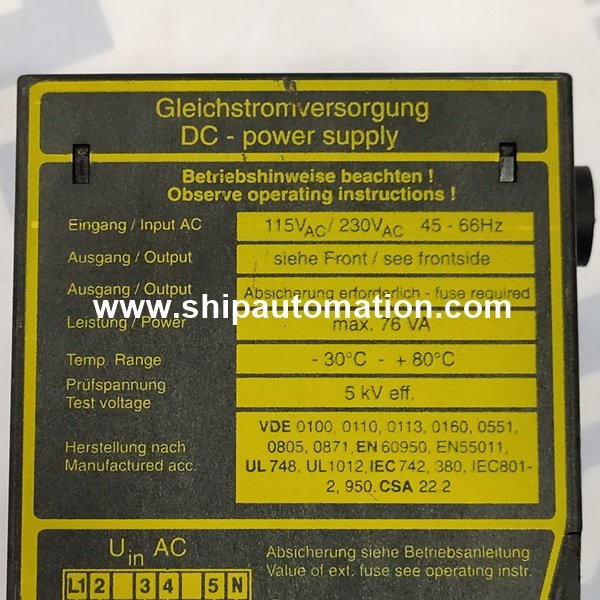 Gleichstromversorgung
DC - power supply
Betriebshinweise beachten !
Observe operating instructions !
Eingang / Input AC 115VAC / 230VAC 45 - 66Hz
Ausgang / Output siehe Front / see frontside
Ausgang / Output Absicherung erforderlich - fuse required
www.shipautomation.com
Leistung / Power max. 76 VA
Temp. Range - 30°C - + 80°C
Prüfspannung
Test voltage 5 kV eff.
Herstellung nach
Manufactured acc.
VDE 0100, 0110, 0113, 0160, 0551,
0805, 0871, EN 60950, EN55011,
UL 748, UL1012, IEC 742, 380, IEC801-
2, 950, CSA 22.2
Uin AC
L1 2 3 4 5 N
Absicherung siehe Betriebsanleitung
Value of ext. fuse see operating instr.